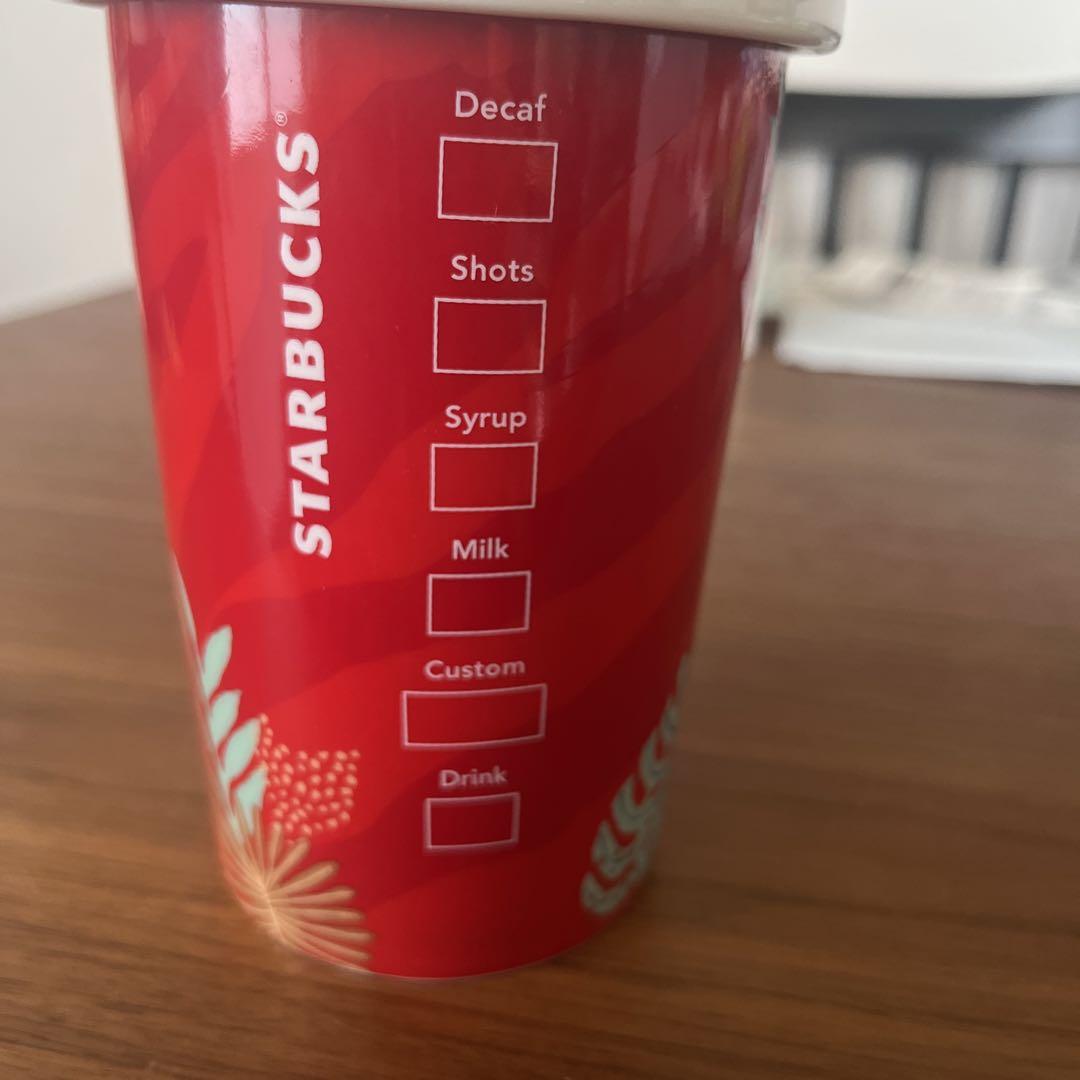 STARBUCKS®
Decaf
Shots
Syrup
Milk
Custom
Drink